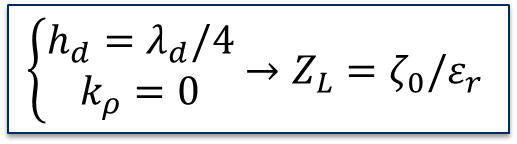 {h_d = λ_d/4
k_ρ = 0 → Z_L = ζ_0/ε_r